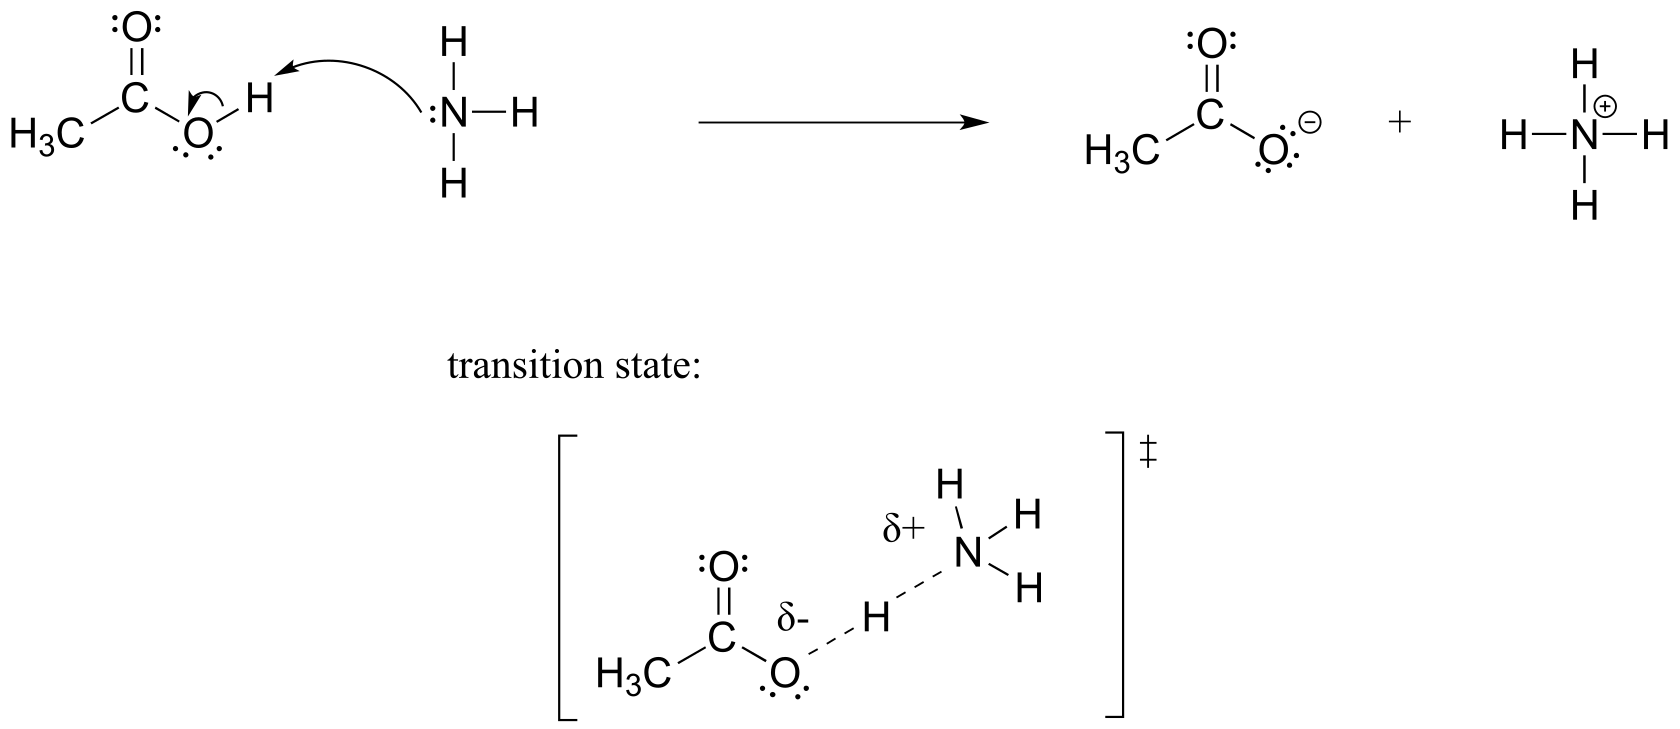 :O:
H
H
C
H
N
H
H₃C
O
H
:O:
C
H₃C
O
⊖
+
H
H
N
⊕
H
H
transition state:
‡
H
δ+
H
N
H
:O:
δ-
H
C
H₃C
O